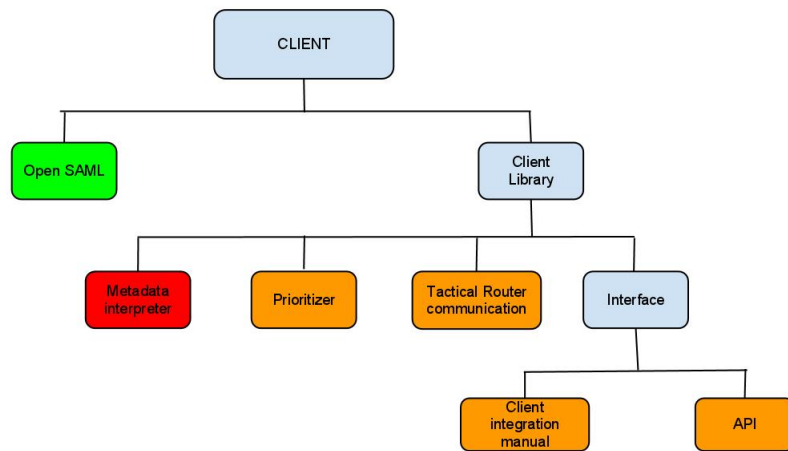 CLIENT
Open SAML
Client
Library
Metadata
interpreter
Prioritizer
Tactical Router
communication
Interface
Client
integration
manual
API